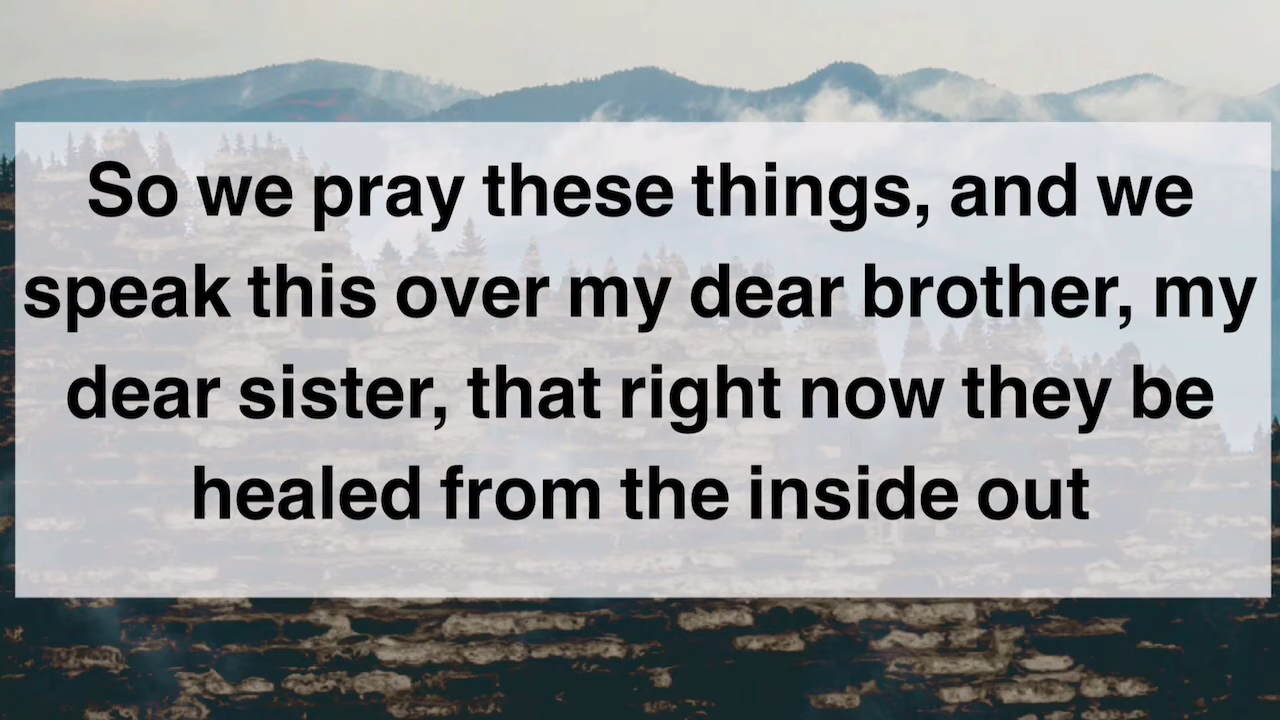 So we pray these things, and we
speak this over my dear brother, my
dear sister, that right now they be
healed from the inside out